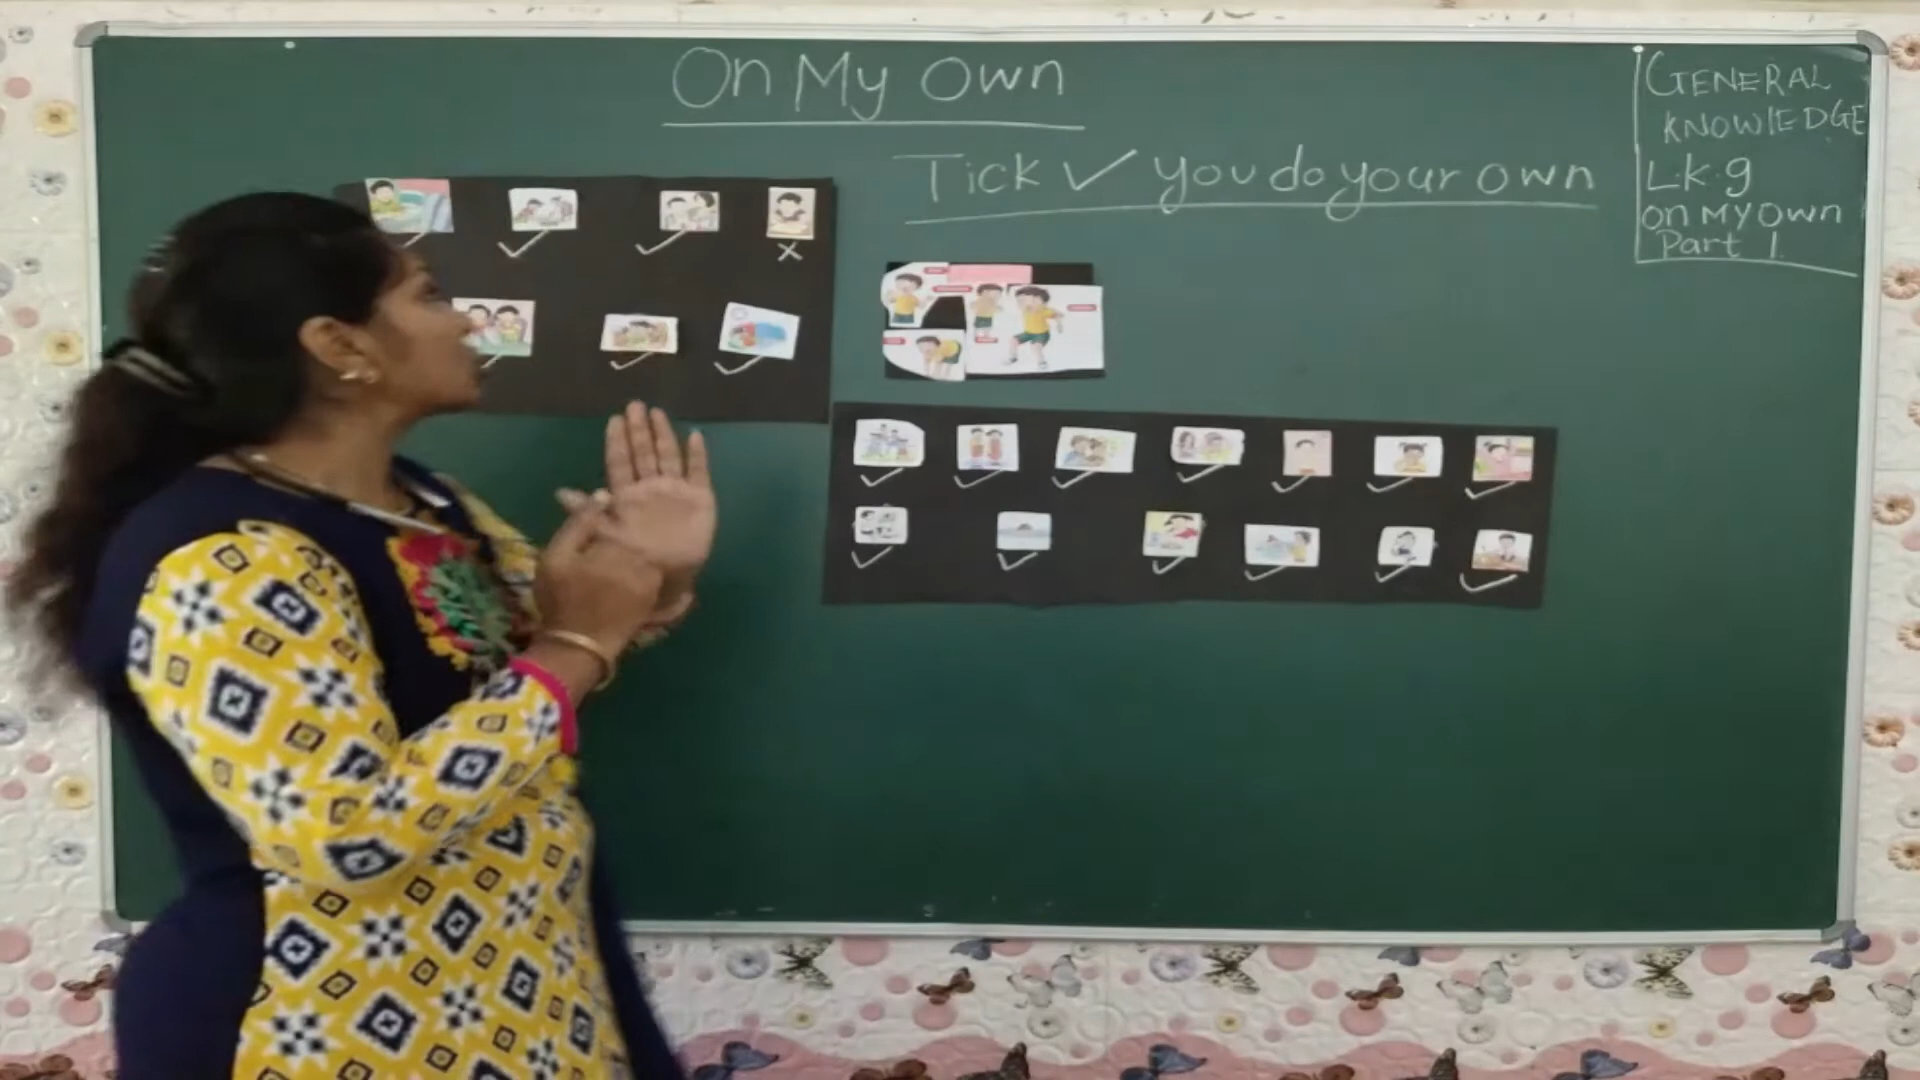 On My Own
Tick ✓ you do your own
GENERAL
KNOWlEDGE
L.k.g
on MY Own
Part 1.